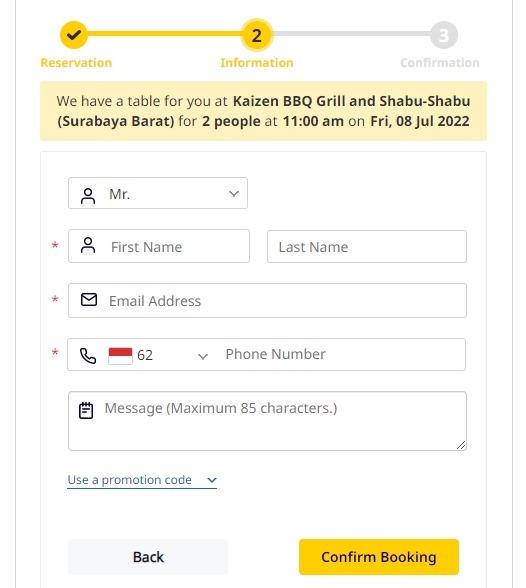 2
3
Reservation
Information
Confirmation
We have a table for you at Kaizen BBQ Grill and Shabu-Shabu
(Surabaya Barat) for 2 people at 11:00 am on Fri, 08 Jul 2022
Mr.
* First Name
Last Name
* Email Address
* 62 Phone Number
Message (Maximum 85 characters.)
Use a promotion code
Back
Confirm Booking